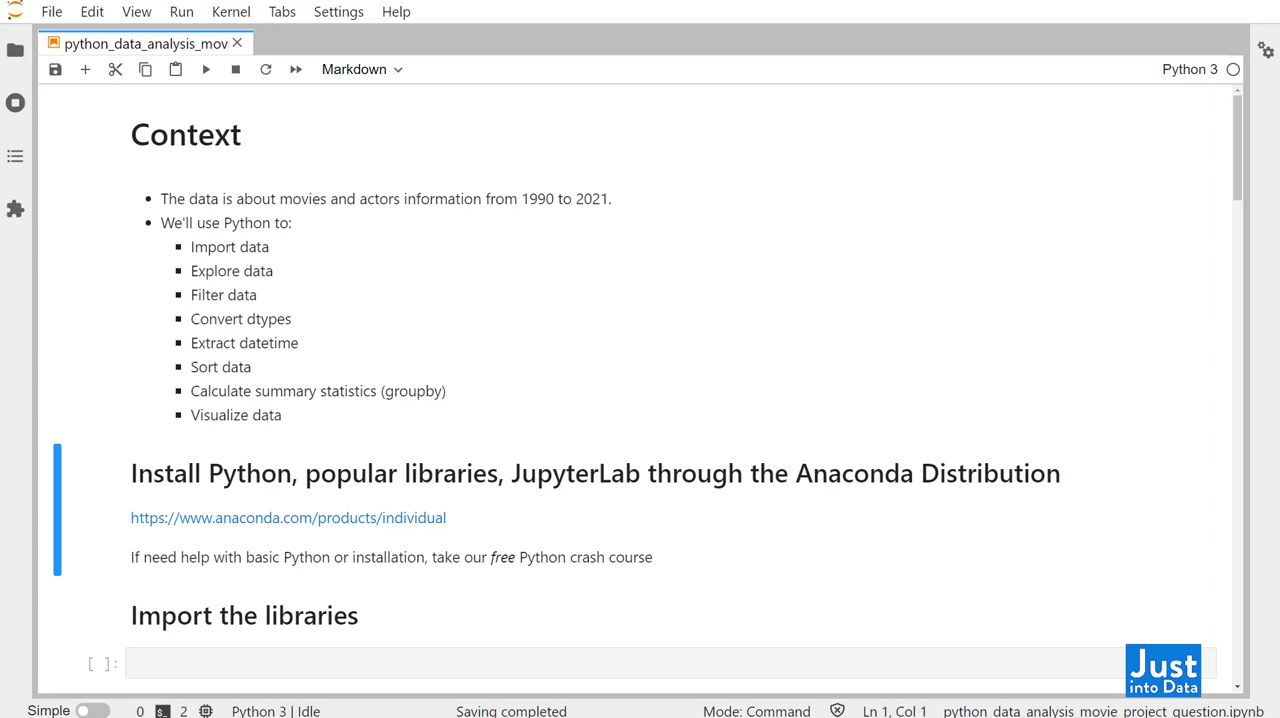 File Edit View Run Kernel Tabs Settings Help
python_data_analysis_mov
Markdown
Python 3
Context
The data is about movies and actors information from 1990 to 2021.
We'll use Python to:
Import data
Explore data
Filter data
Convert dtypes
Extract datetime
Sort data
Calculate summary statistics (groupby)
Visualize data
Install Python, popular libraries, JupyterLab through the Anaconda Distribution
https://www.anaconda.com/products/individual
If need help with basic Python or installation, take our free Python crash course
Import the libraries
[ ]:
Just
into Data
Simple 0 2 Python 3 | Idle Saving completed Mode: Command Ln 1, Col 1 python_data_analysis_movie_project_question.ipynb